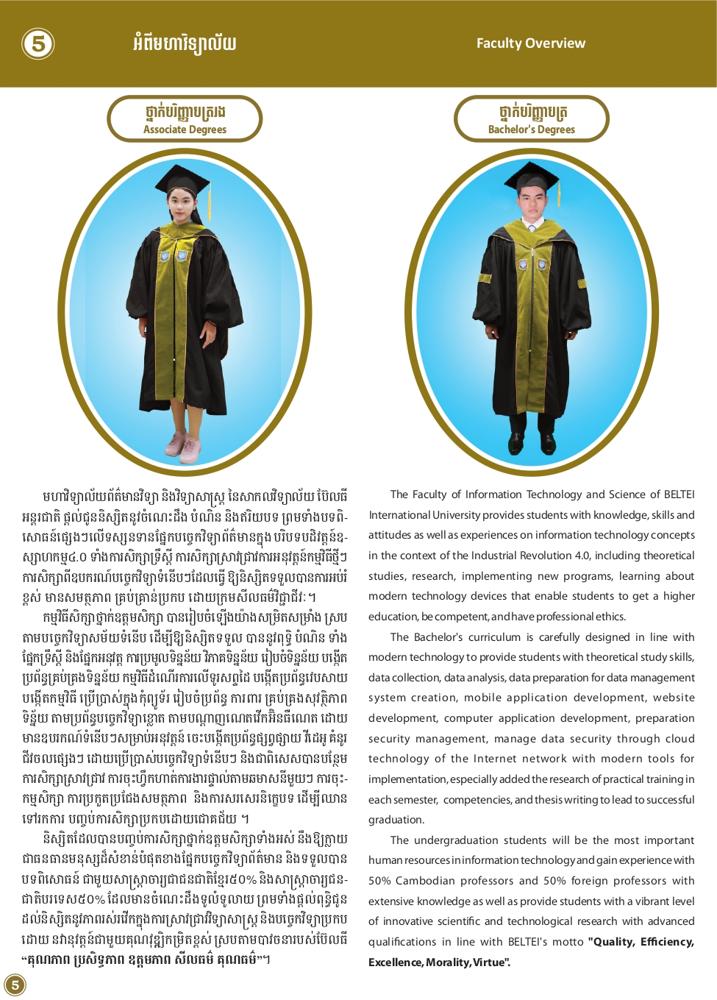 5
អំពីមហាវិទ្យាល័យ
Faculty Overview
ថ្នាក់បរិញ្ញាបត្ររង
Associate Degrees
ថ្នាក់បរិញ្ញាបត្រ
Bachelor's Degrees
មហាវិទ្យាល័យព័ត៌មានវិទ្យា និងវិទ្យាសាស្ត្រ នៃសាកលវិទ្យាល័យ ប៊ែលធី
អន្តរជាតិ ផ្តល់ជូននិស្សិតនូវចំណេះដឹង បំណិន និងឥរិយបទ ព្រមទាំងបទពិ-
សោធន៍ផ្សេងៗលើទស្សនទានផ្នែកបច្ចេកវិទ្យាព័ត៌មានក្នុង បរិបទបដិវត្តន៍ឧ-
ស្សាហកម្ម៤.០ ទាំងការសិក្សាទ្រឹស្តី ការសិក្សាស្រាវជ្រាវការអនុវត្តន៍កម្មវិធីថ្មីៗ
ការសិក្សាពីឧបករណ៍បច្ចេកវិទ្យាទំនើបៗដែលធ្វើ ឱ្យនិស្សិតទទួលបានការអប់រំ
ខ្ពស់ មានសមត្ថភាព គ្រប់គ្រាន់ប្រកប ដោយក្រមសីលធម៌វិជ្ជាជីវៈ។
កម្មវិធីសិក្សាថ្នាក់ឧត្តមសិក្សា បានរៀបចំឡើងយ៉ាងសម្រិតសម្រាំង ស្រប
តាមបច្ចេកវិទ្យាសម័យទំនើប ដើម្បីឱ្យនិស្សិតទទួល បាននូវពុទ្ធិ បំណិន ទាំង
ផ្នែកទ្រឹស្តី និងផ្នែកអនុវត្ត ការប្រមូលទិន្នន័យ វិភាគទិន្នន័យ រៀបចំទិន្នន័យ បង្កើត
ប្រព័ន្ធគ្រប់គ្រងទិន្នន័យ កម្មវិធីដំណើរការលើទូរសព្ទដៃ បង្កើតប្រព័ន្ធវេបសាយ
បង្កើតកម្មវិធី ប្រើប្រាស់ក្នុងកុំព្យូទ័រ រៀបចំប្រព័ន្ធ ការពារ គ្រប់គ្រងសុវត្ថិភាព
ទិន្ន័យ តាមប្រព័ន្ធបច្ចេកវិទ្យាខ្លោត តាមបណ្តាញណេតវើកអ៊ិនធឺណេត ដោយ
មានឧបរកណ៍ទំនើបៗសម្រាប់អនុវត្តន៍ ចេះបង្កើតប្រព័ន្ធផ្សព្វផ្សាយ វីដេអូ គំនូរ
ជីវចលផ្សេងៗ ដោយប្រើប្រាស់បច្ចេកវិទ្យាទំនើបៗ និងជាពិសេសបានបន្ថែម
ការសិក្សាស្រាវជ្រាវ ការចុះហ្វឹកហាត់ការងារផ្ទាល់តាមឆមាសនីមួយៗ ការចុះ-
កម្មសិក្សា ការប្រកួតប្រជែងសមត្ថភាព និងការសរសេរនិក្ខេបទ ដើម្បីឈាន
ទៅរកការ បញ្ចប់ការសិក្សាប្រកបដោយជោគជ័យ ។
និស្សិតដែលបានបញ្ចប់ការសិក្សាថ្នាក់ឧត្តមសិក្សាទាំងអស់ នឹងឱ្យក្លាយ
ជាធនធានមនុស្សដ៏សំខាន់បំផុតខាងផ្នែកបច្ចេកវិទ្យាព័ត៌មាន និងទទួលបាន
បទពិសោធន៍ ជាមួយសាស្ត្រាចារ្យជាជនជាតិខ្មែរ៥០% និងសាស្ត្រាចារ្យជន-
ជាតិបរទេស៥០% ដែលមានចំណេះដឹងទូលំទូលាយ ព្រមទាំងផ្តល់ពន្លឺជូន
ដល់និស្សិតនូវភាពរស់រវើកក្នុងការស្រាវជ្រាវវិទ្យាសាស្ត្រ និងបច្ចេកវិទ្យាប្រកប
ដោយ នវានុវត្តន៍ជាមួយគុណវុឌ្ឍិកម្រិតខ្ពស់ ស្របតាមបាវចនារបស់ប៊ែលធី
“គុណភាព ប្រសិទ្ធភាព ឧត្តមភាព សីលធម៌ គុណធម៌”។
The Faculty of Information Technology and Science of BELTEI
International University provides students with knowledge, skills and
attitudes as well as experiences on information technology concepts
in the context of the Industrial Revolution 4.0, including theoretical
studies, research, implementing new programs, learning about
modern technology devices that enable students to get a higher
education, be competent, and have professional ethics.
The Bachelor's curriculum is carefully designed in line with
modern technology to provide students with theoretical study skills,
data collection, data analysis, data preparation for data management
system creation, mobile application development, website
development, computer application development, preparation
security management, manage data security through cloud
technology of the Internet network with modern tools for
implementation, especially added the research of practical training in
each semester, competencies, and thesis writing to lead to successful
graduation.
The undergraduation students will be the most important
human resources in information technology and gain experience with
50% Cambodian professors and 50% foreign professors with
extensive knowledge as well as provide students with a vibrant level
of innovative scientific and technological research with advanced
qualifications in line with BELTEI's motto "Quality, Efficiency,
Excellence, Morality, Virtue".
5